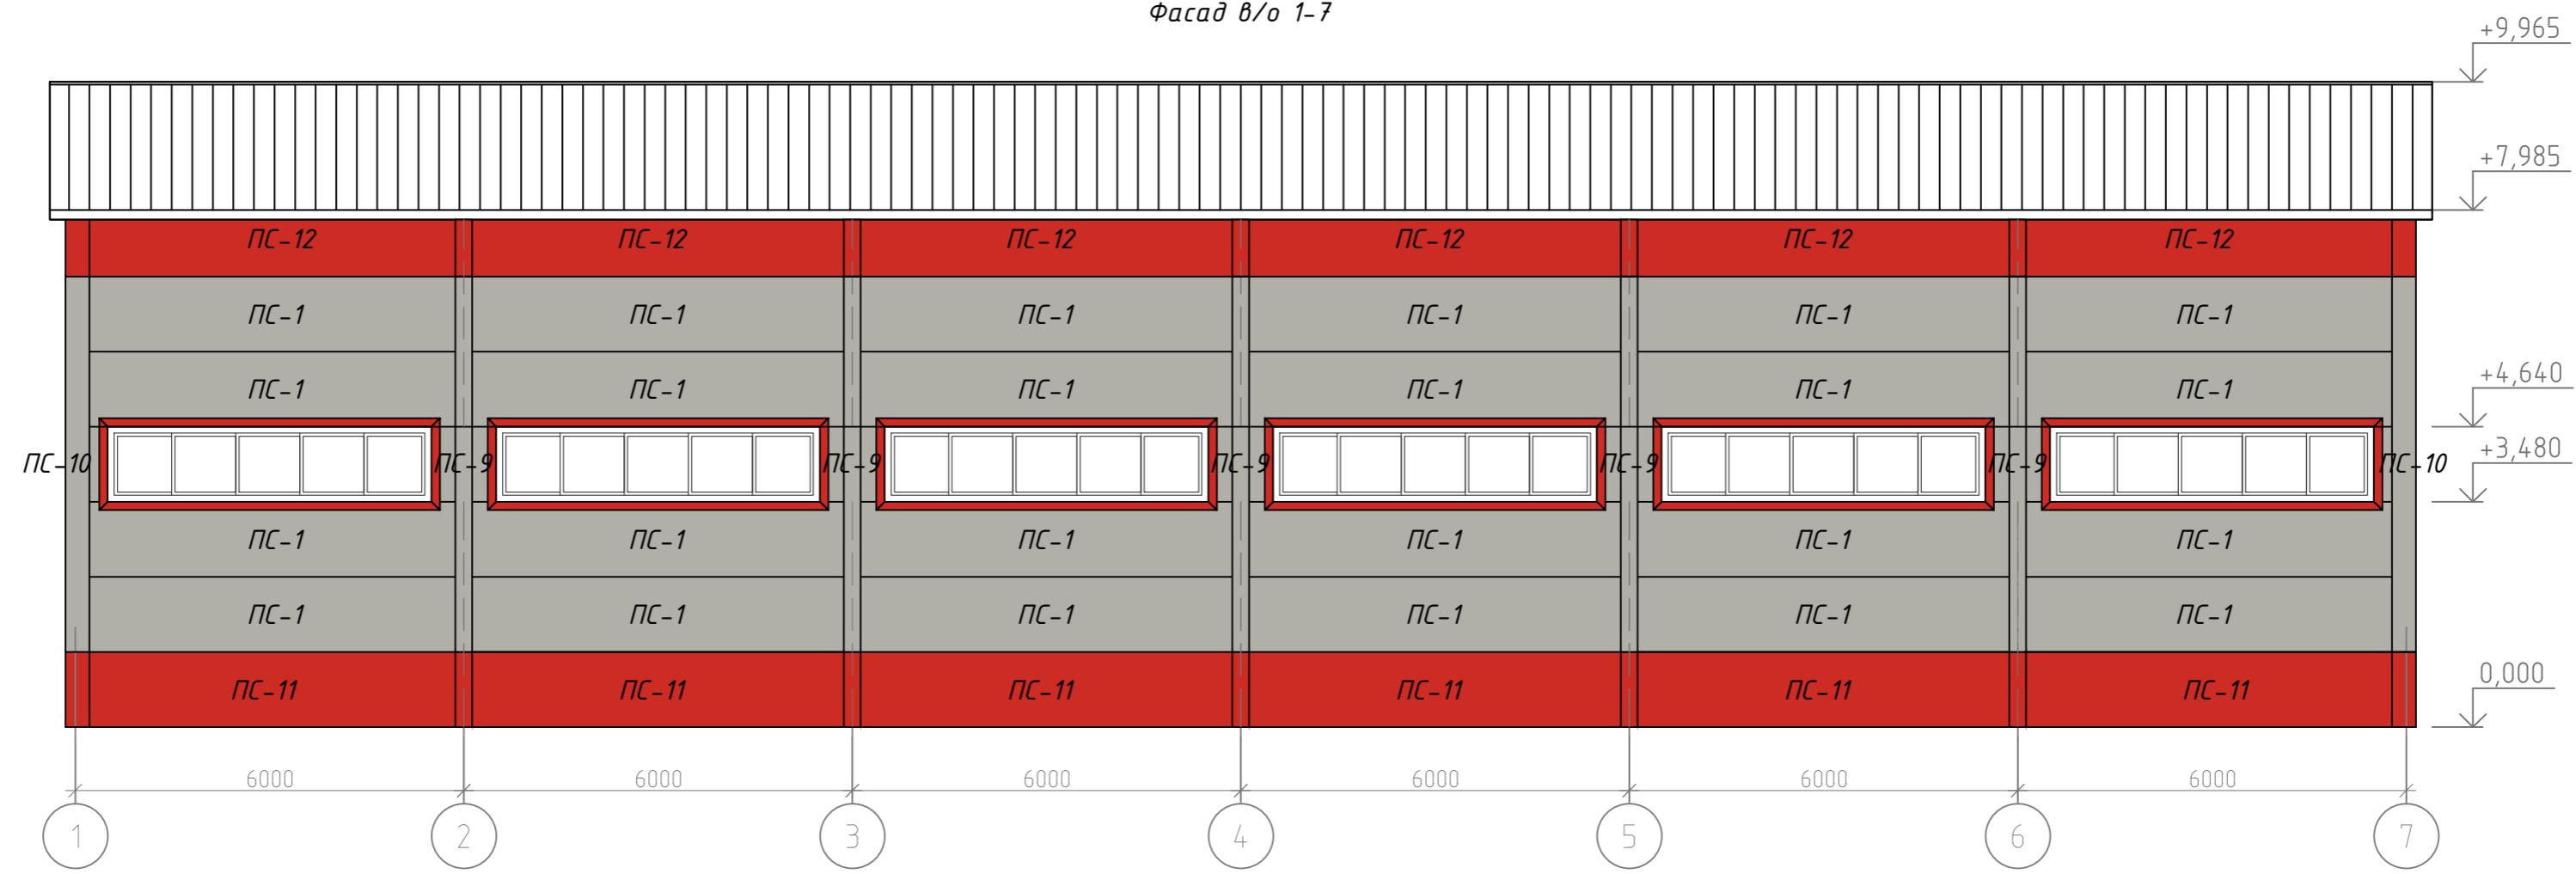 Фасад в/о 1-7
+9,965
+7,985
ПС-12 ПС-12 ПС-12 ПС-12 ПС-12 ПС-12
ПС-1 ПС-1 ПС-1 ПС-1 ПС-1 ПС-1
+4,640
ПС-1 ПС-1 ПС-1 ПС-1 ПС-1 ПС-1
+3,480
ПС-10 ПС-9 ПС-9 ПС-9 ПС-9 ПС-9 ПС-10
ПС-1 ПС-1 ПС-1 ПС-1 ПС-1 ПС-1
ПС-1 ПС-1 ПС-1 ПС-1 ПС-1 ПС-1
0,000
ПС-11 ПС-11 ПС-11 ПС-11 ПС-11 ПС-11
6000 6000 6000 6000 6000 6000
1 2 3 4 5 6 7